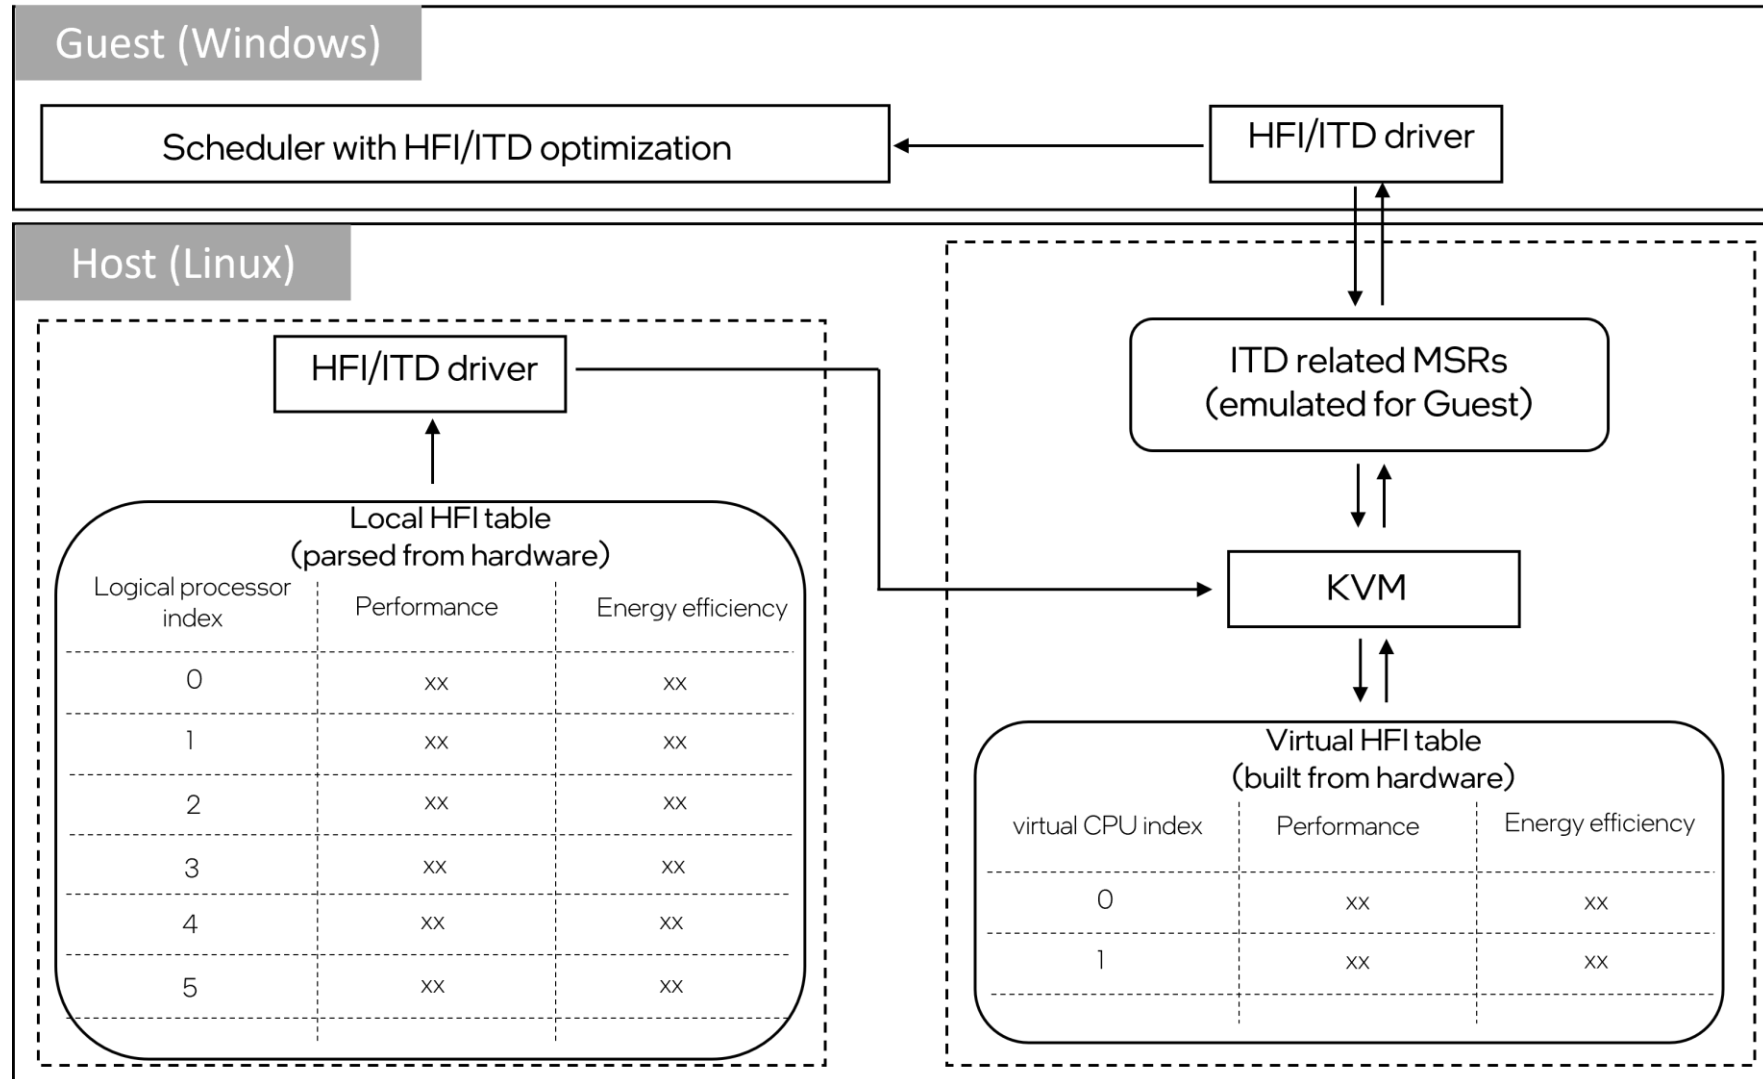 Guest (Windows)
Scheduler with HFI/ITD optimization
HFI/ITD driver
Host (Linux)
HFI/ITD driver
Local HFI table
(parsed from hardware)
Logical processor
index
Performance
Energy efficiency
0 xx xx
1 xx xx
2 xx xx
3 xx xx
4 xx xx
5 xx xx
ITD related MSRs
(emulated for Guest)
KVM
Virtual HFI table
(built from hardware)
virtual CPU index
Performance
Energy efficiency
0 xx xx
1 xx xx